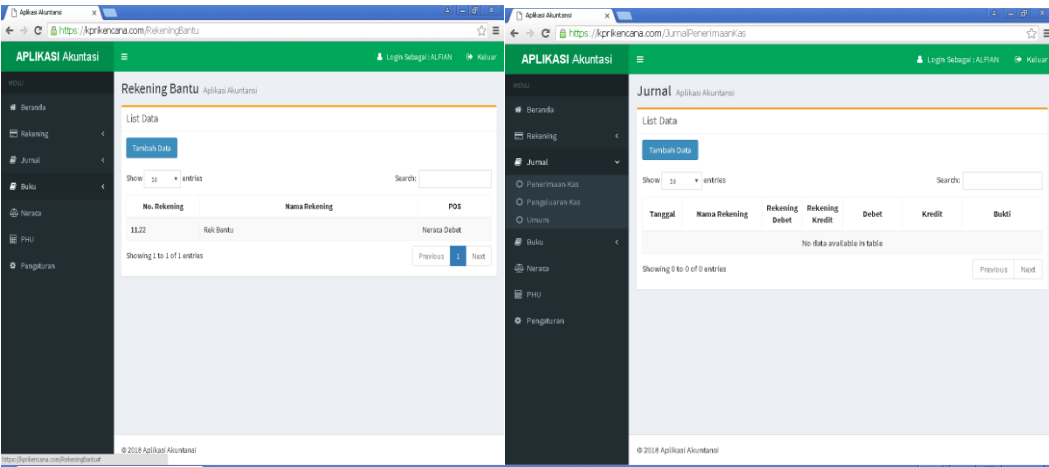 Aplikasi Akuntansi
https://kprikencana.com/RekeningBantu
APLIKASI Akuntasi
Login Sebagai : ALFIAN Keluar
MENU
Beranda
Rekening
Jurnal
Buku
Neraca
PHU
Pengaturan
Rekening Bantu Aplikasi Akuntansi
List Data
Tambah Data
Show 10 entries
Search:
No. Rekening Nama Rekening POS
11.22 Rek Bantu Neraca Debet
Showing 1 to 1 of 1 entries
Previous 1 Next
© 2018 Aplikasi Akuntansi
https://kprikencana.com/RekeningBantu#
Aplikasi Akuntansi
https://kprikencana.com/JurnalPenerimaanKas
APLIKASI Akuntasi
Login Sebagai : ALFIAN Keluar
MENU
Beranda
Rekening
Jurnal
Penerimaan Kas
Pengeluaran Kas
Umum
Buku
Neraca
PHU
Pengaturan
Jurnal Aplikasi Akuntansi
List Data
Tambah Data
Show 10 entries
Search:
Tanggal Nama Rekening Rekening Debet Rekening Kredit Debet Kredit Bukti
No data available in table
Showing 0 to 0 of 0 entries
Previous Next
© 2018 Aplikasi Akuntansi